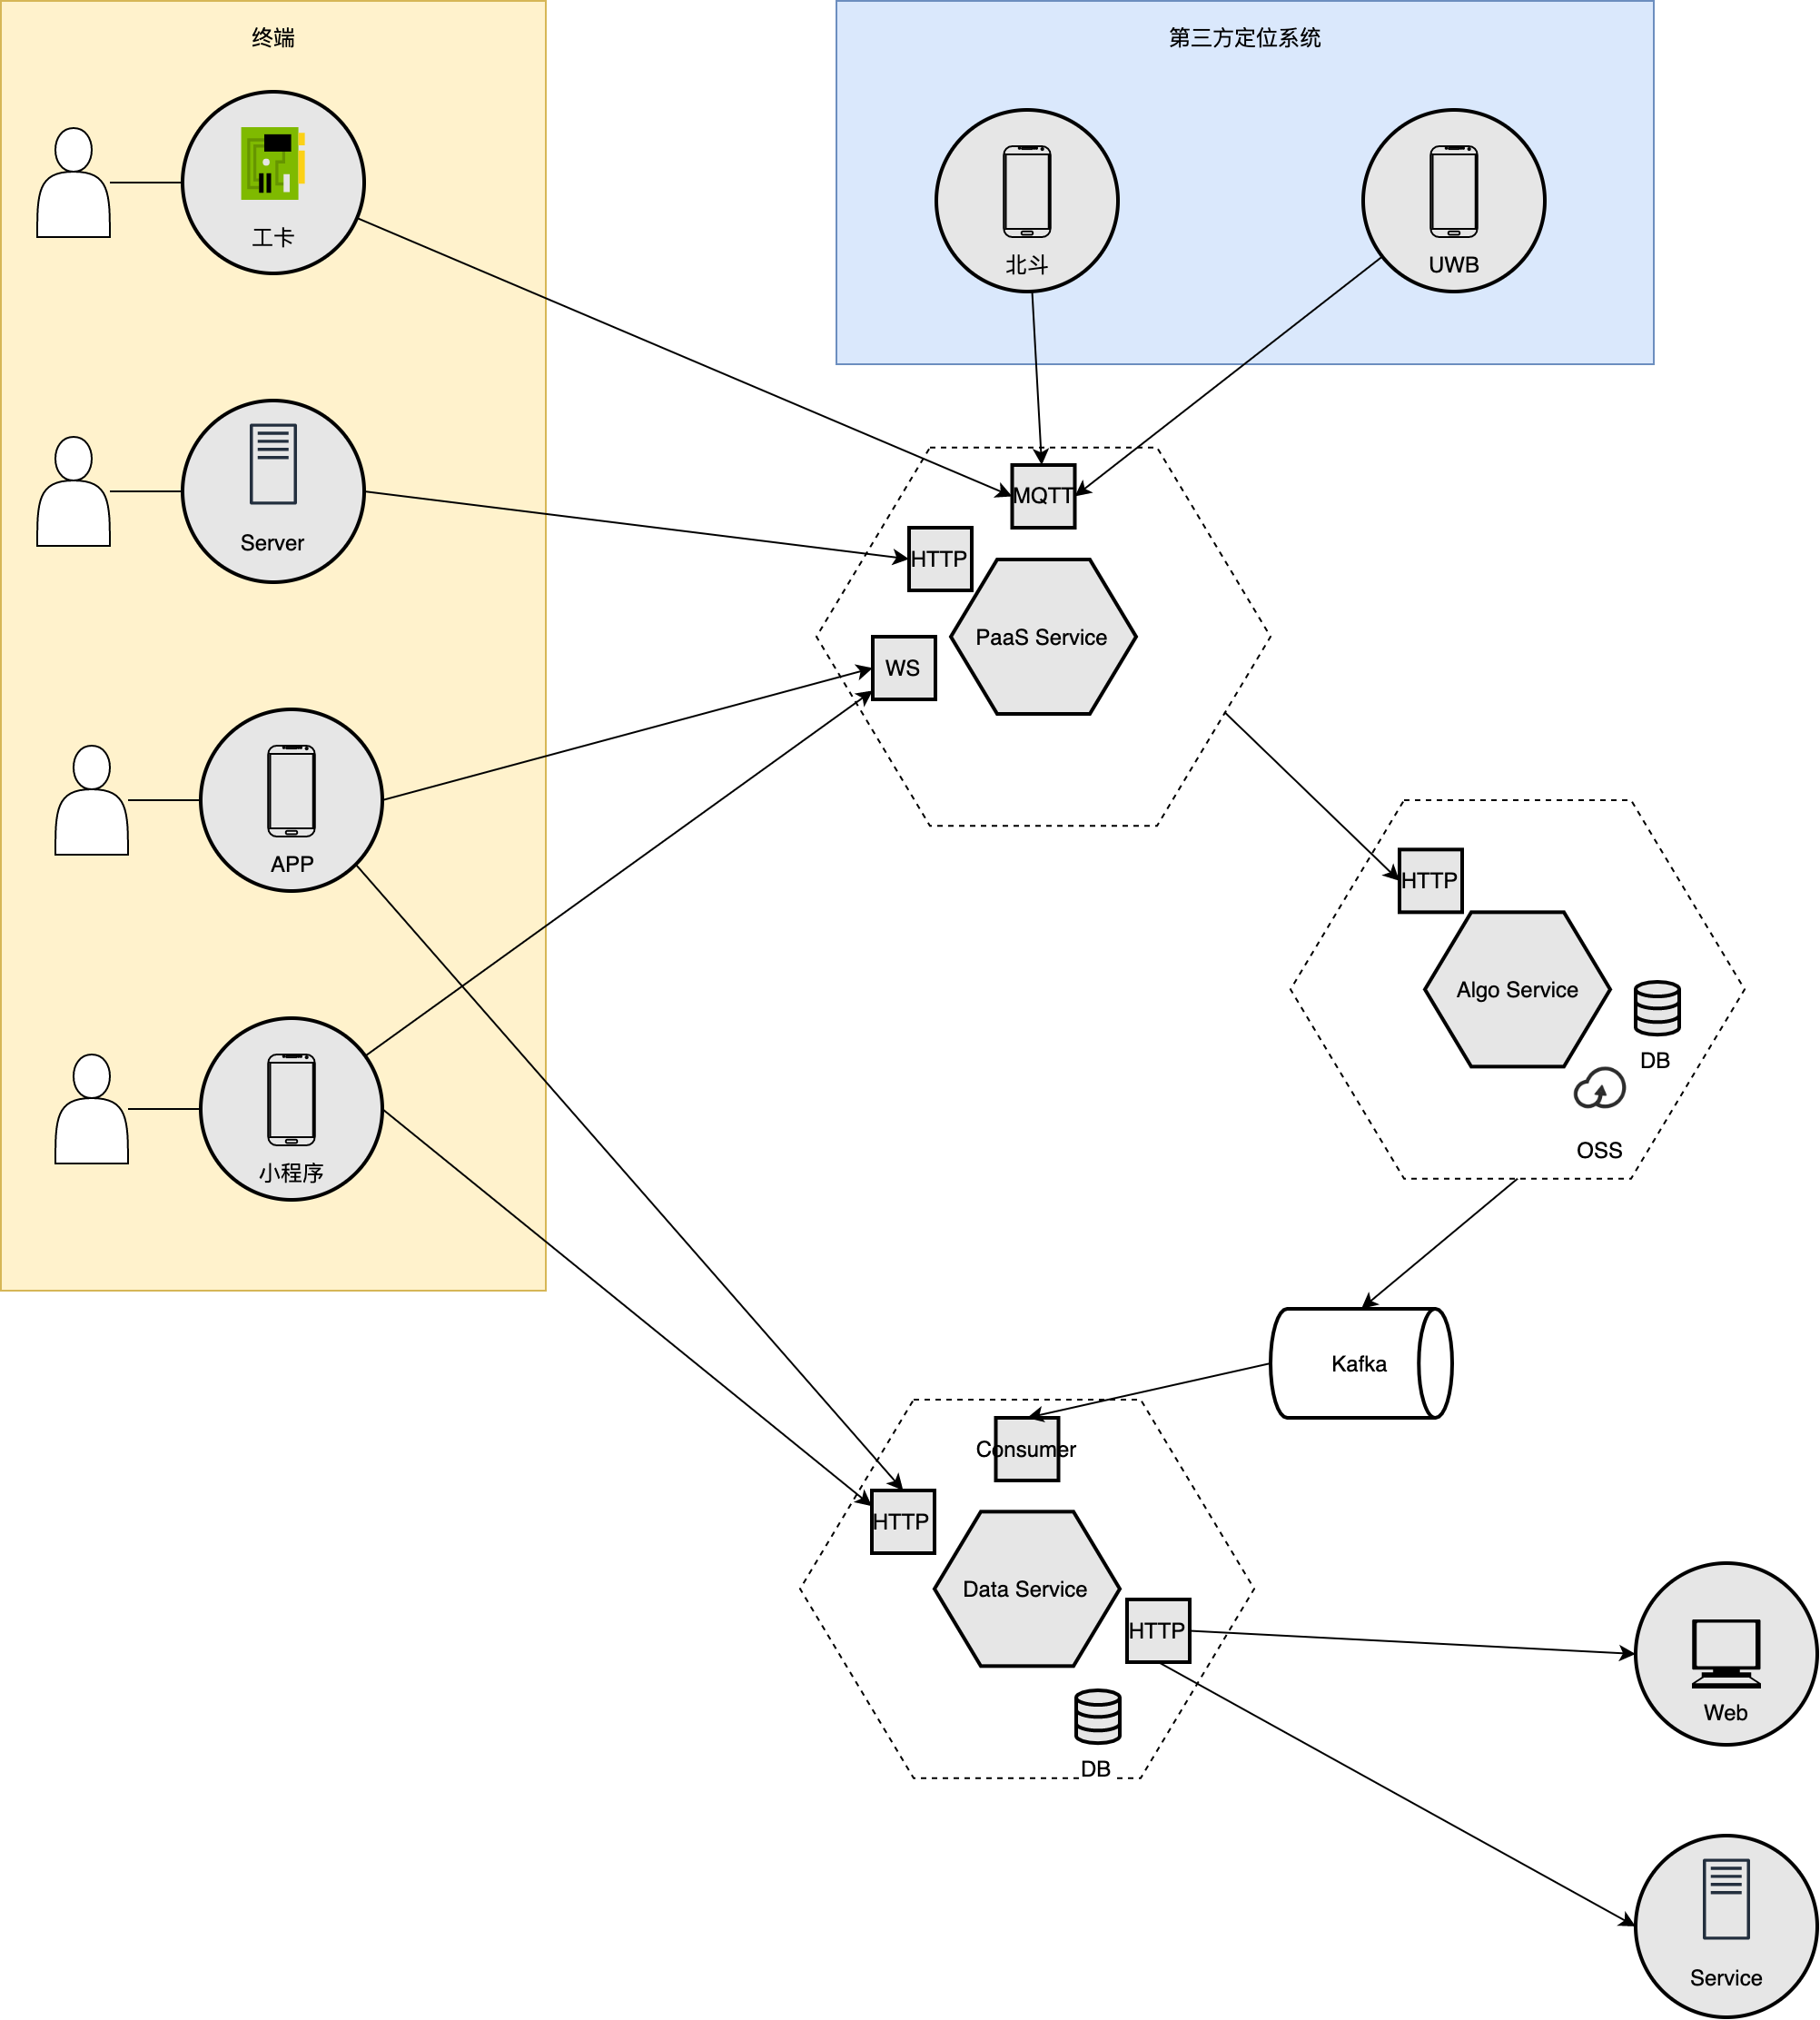 终端
第三方定位系统
工卡
北斗
UWB
Server
MQTT
HTTP
PaaS Service
WS
APP
HTTP
Algo Service
DB
OSS
小程序
Kafka
Consumer
HTTP
Data Service
HTTP
DB
Web
Service